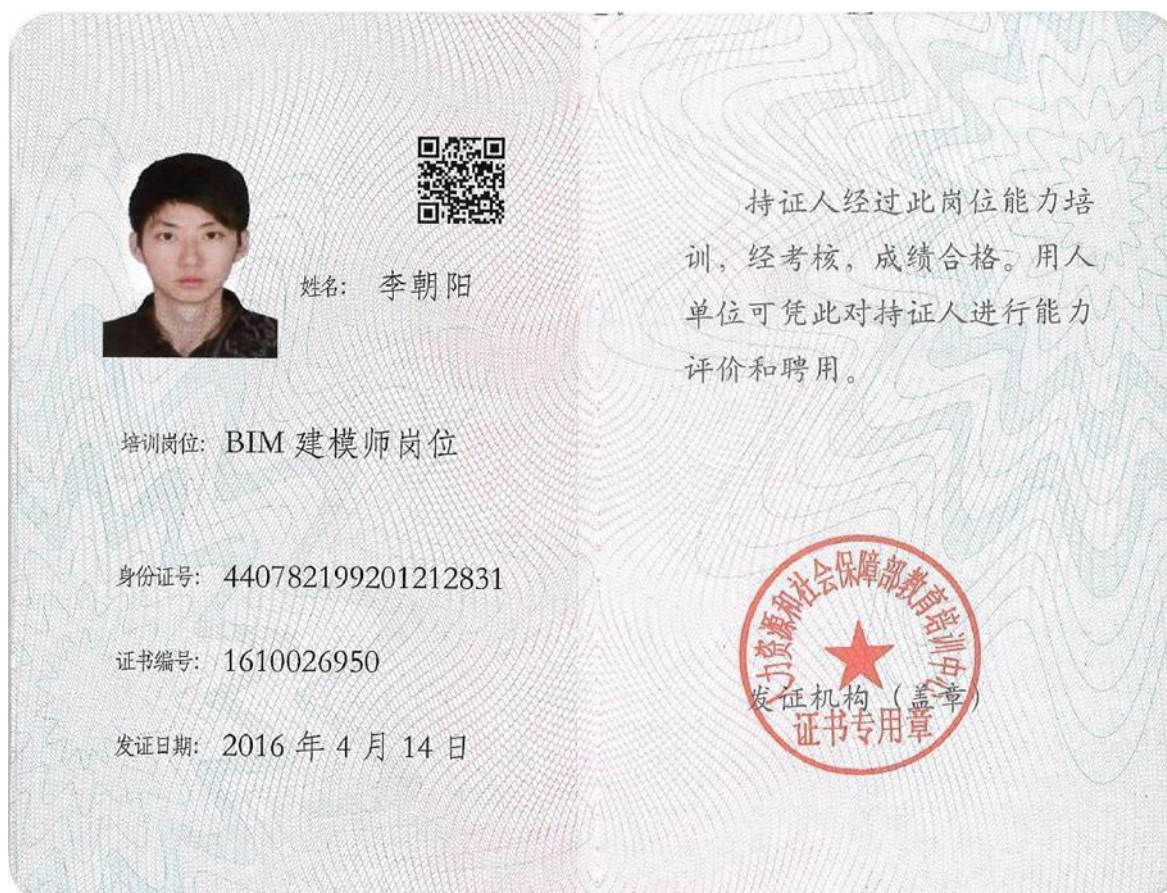 姓名: 李朝阳
培训岗位: BIM 建模师岗位
身份证号: 440782199201212831
证书编号: 1610026950
发证日期: 2016 年 4 月 14 日
持证人经过此岗位能力培
训，经考核，成绩合格。用人
单位可凭此对持证人进行能力
评价和聘用。
人力资源和社会保障部教育培训中心
发证机构（盖章）
证书专用章